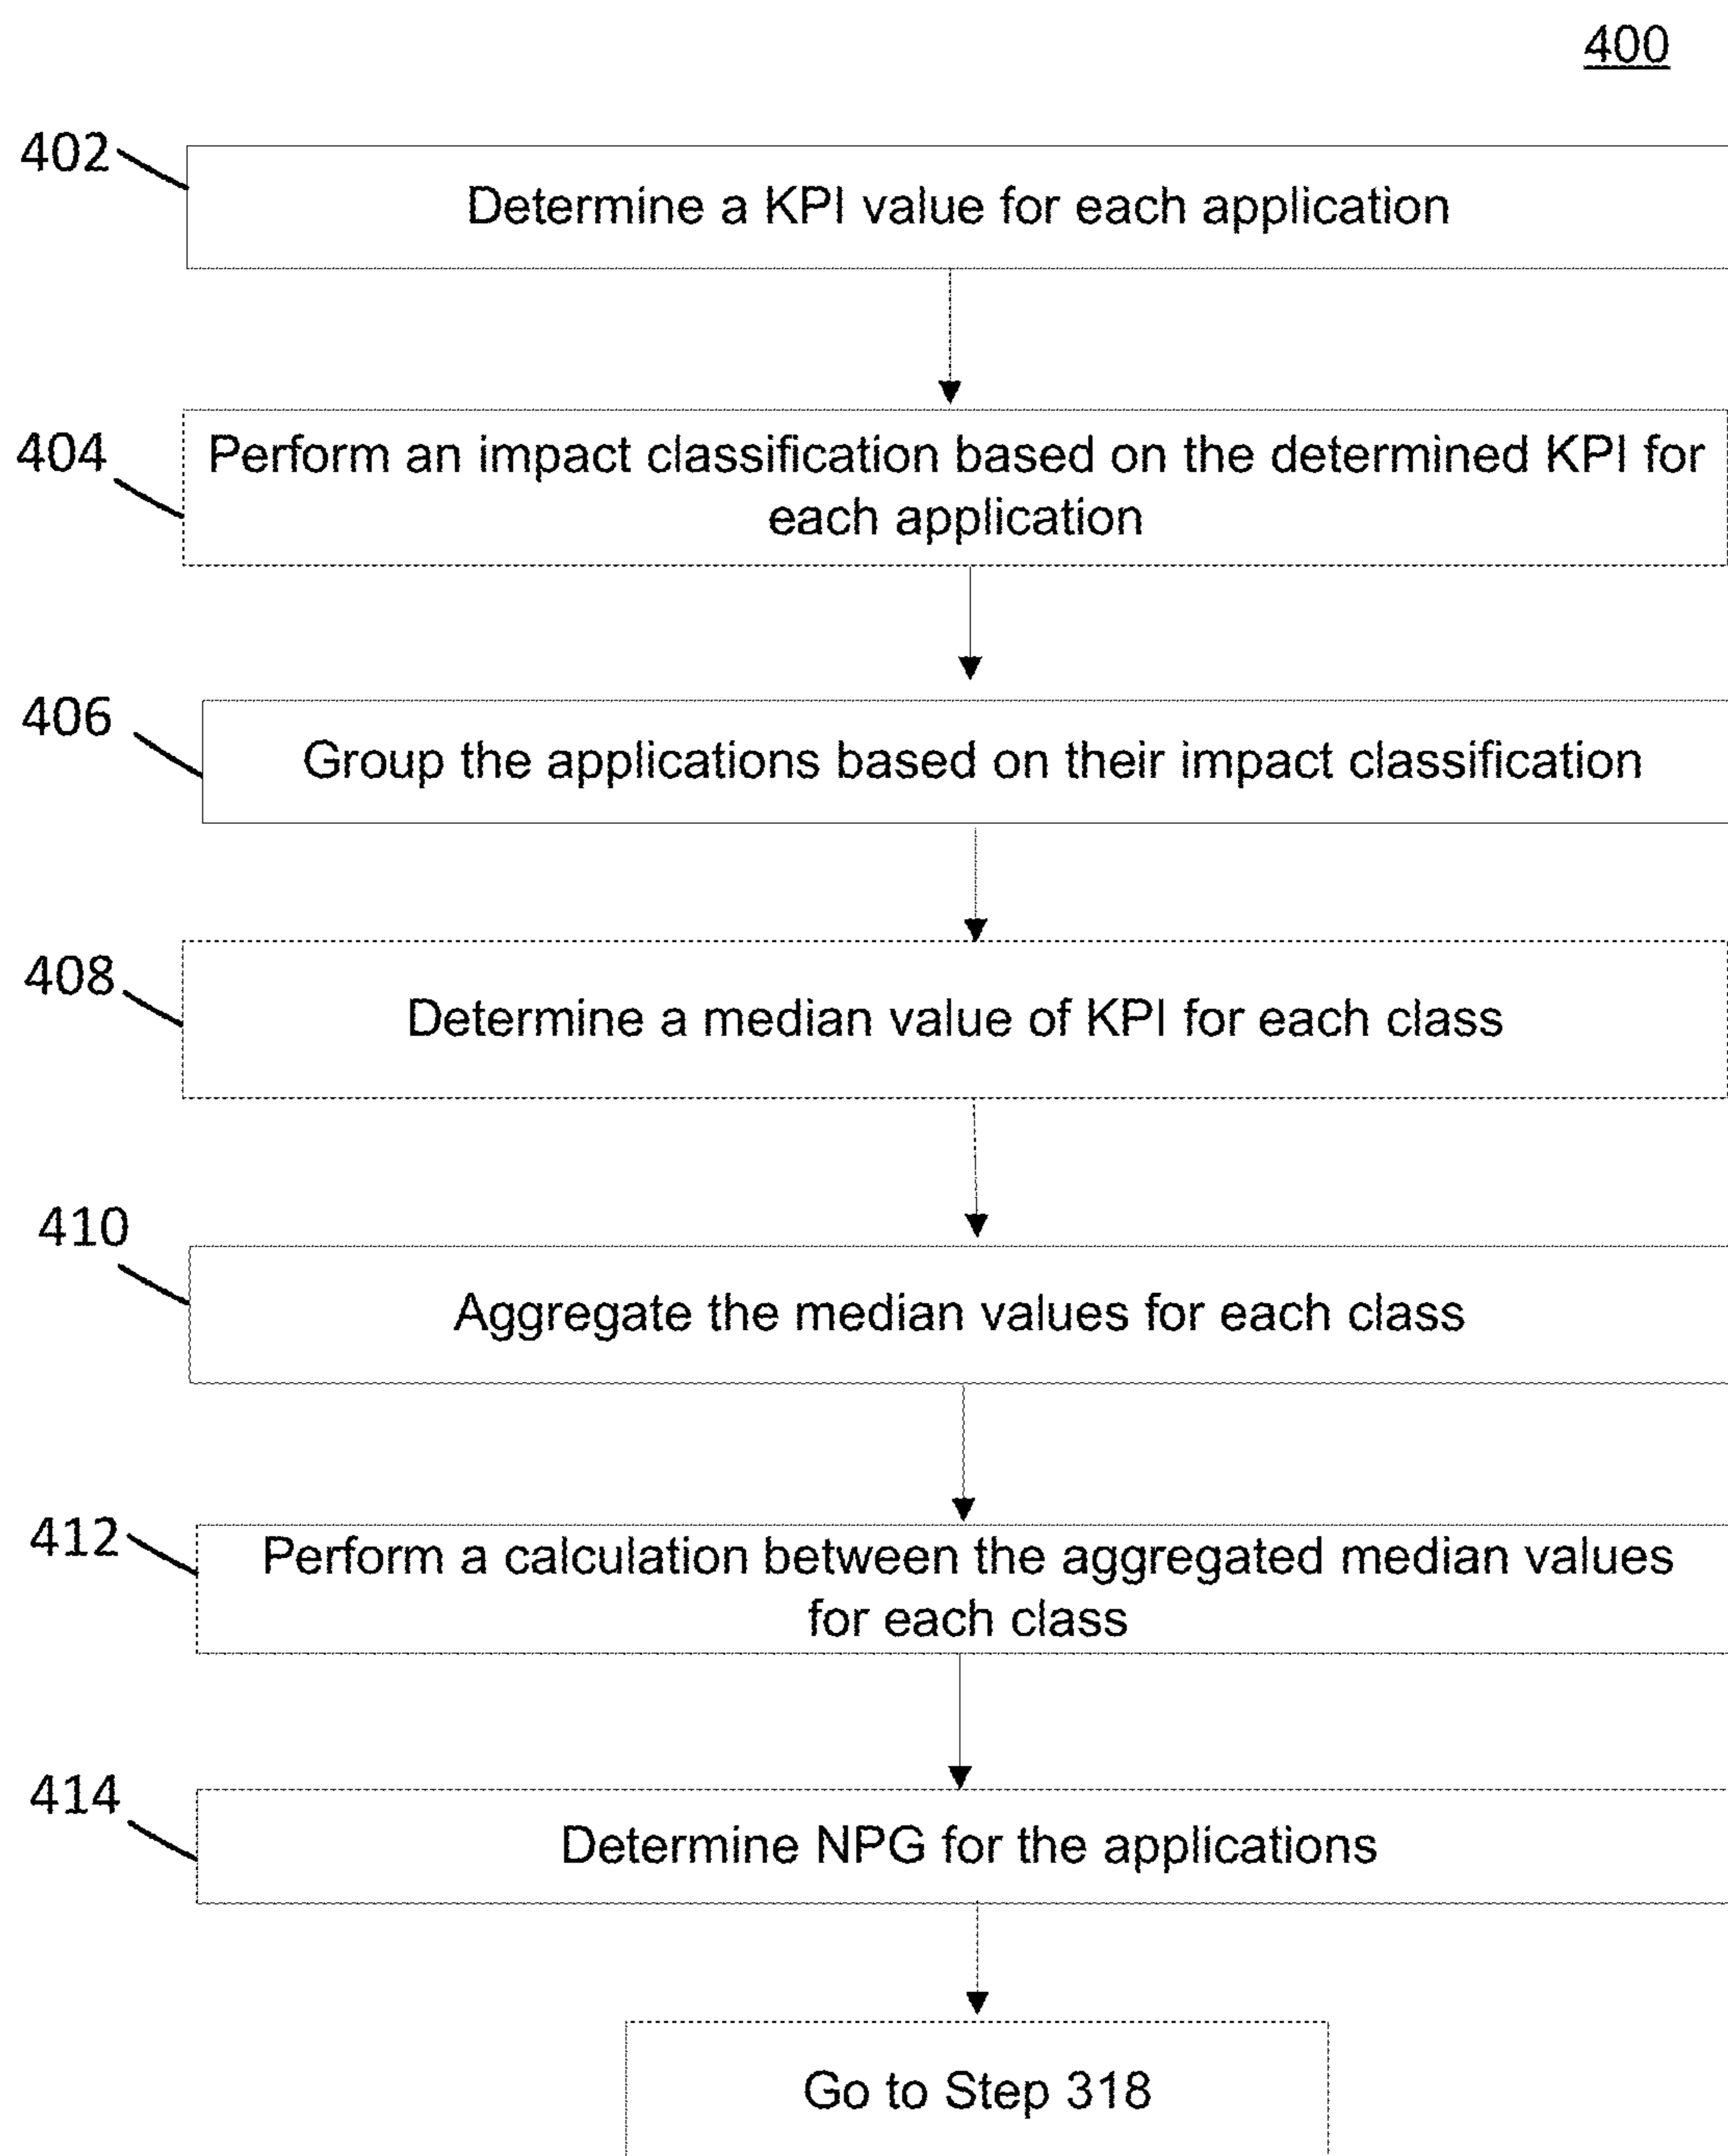 400
402
Determine a KPI value for each application
404
Perform an impact classification based on the determined KPI for
each application
406
Group the applications based on their impact classification
408
Determine a median value of KPI for each class
410
Aggregate the median values for each class
412
Perform a calculation between the aggregated median values
for each class
414
Determine NPG for the applications
Go to Step 318